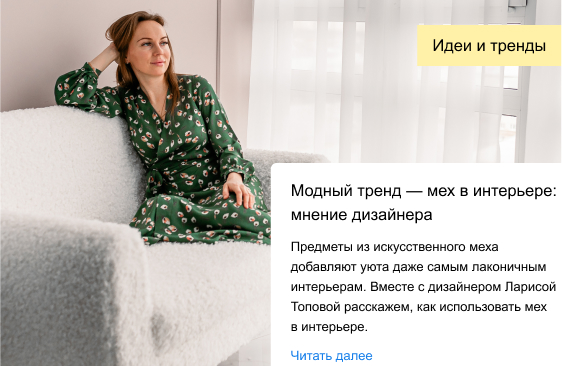 Идеи и тренды
Модный тренд — мех в интерьере:
мнение дизайнера
Предметы из искусственного меха
добавляют уюта даже самым лаконичным
интерьерам. Вместе с дизайнером Ларисой
Топовой расскажем, как использовать мех
в интерьере.
Читать далее